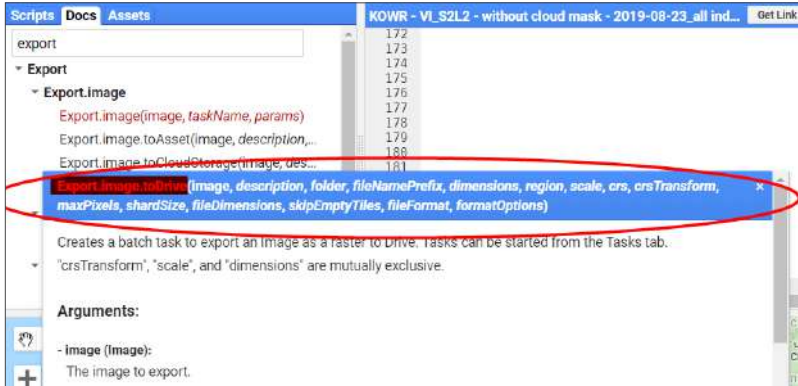 Scripts Docs Assets
KOWR - VI_S2L2 - without cloud mask - 2019-08-23_all ind... Get Link
export
Export
Export.image
Export.image(image, taskName, params)
Export.image.toAsset(image, description,...
Export.image.toCloudStorage(image, des...
172
173
174
175
176
177
178
179
180
181
Export.image.toDrive(image, description, folder, fileNamePrefix, dimensions, region, scale, crs, crsTransform,
maxPixels, shardSize, fileDimensions, skipEmptyTiles, fileFormat, formatOptions)
Creates a batch task to export an Image as a raster to Drive. Tasks can be started from the Tasks tab.
"crsTransform", "scale", and "dimensions" are mutually exclusive.
Arguments:
- image (Image):
The image to export.